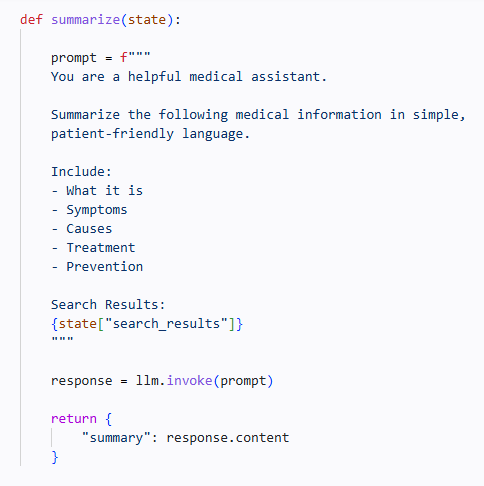 def summarize(state):
prompt = f"""
You are a helpful medical assistant.
Summarize the following medical information in simple,
patient-friendly language.
Include:
- What it is
- Symptoms
- Causes
- Treatment
- Prevention
Search Results:
{state["search_results"]}
"""
response = llm.invoke(prompt)
return {
"summary": response.content
}